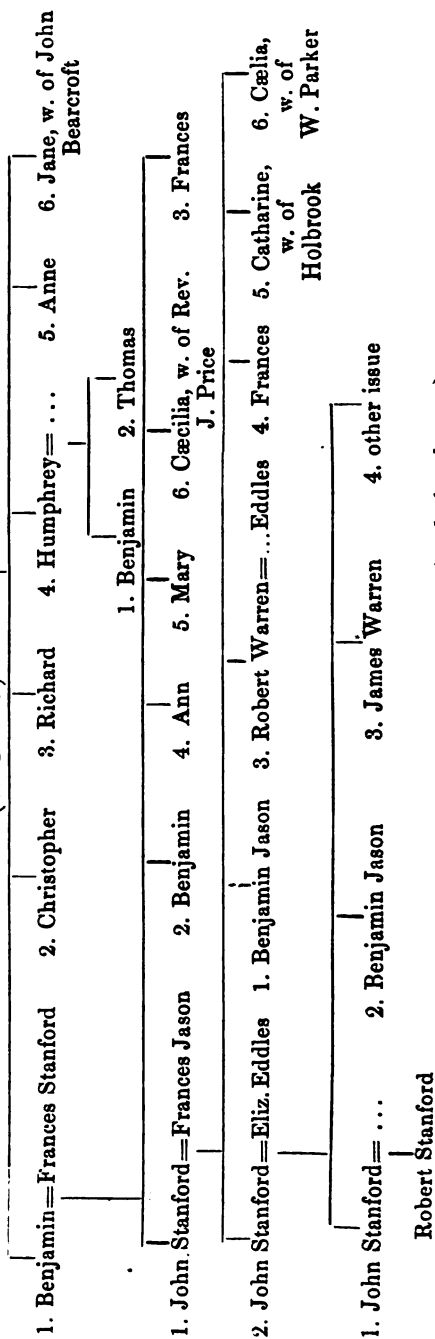 1. Benjamin=Frances Stanford 2. Christopher 3. Richard 4. Humphrey=... 5. Anne 6. Jane, w. of John
Bearcroft
1. Benjamin 2. Thomas
1. John Stanford=Frances Jason 2. Benjamin 4. Ann 5. Mary 6. Cæcilia, w. of Rev. 3. Frances
J. Price
2. John Stanford=Eliz. Eddles 1. Benjamin Jason 3. Robert Warren=...Eddles 4. Frances 5. Catharine, 6. Cælia,
w. of w. of
Holbrook W. Parker
1. John Stanford=... 2. Benjamin Jason 3. James Warren 4. other issue
Robert Stanford